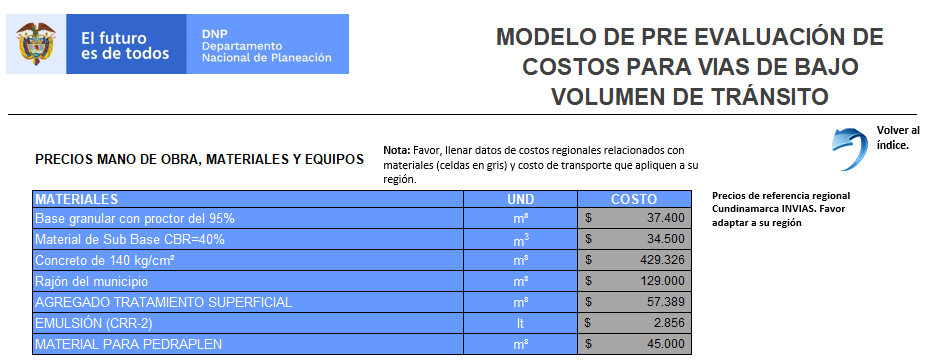 El futuro
es de todos
DNP
Departamento
Nacional de Planeación
MODELO DE PRE EVALUACIÓN DE
COSTOS PARA VIAS DE BAJO
VOLUMEN DE TRÁNSITO
Volver al
índice.
PRECIOS MANO DE OBRA, MATERIALES Y EQUIPOS
Nota: Favor, llenar datos de costos regionales relacionados con
materiales (celdas en gris) y costo de transporte que apliquen a su
región.
MATERIALES UND COSTO
Base granular con proctor del 95% m³ $ 37.400
Material de Sub Base CBR=40% m³ $ 34.500
Concreto de 140 kg/cm² m³ $ 429.326
Rajón del municipio m³ $ 129.000
AGREGADO TRATAMIENTO SUPERFICIAL m³ $ 57.389
EMULSIÓN (CRR-2) lt $ 2.856
MATERIAL PARA PEDRAPLEN m³ $ 45.000
Precios de referencia regional
Cundinamarca INVIAS. Favor
adaptar a su región